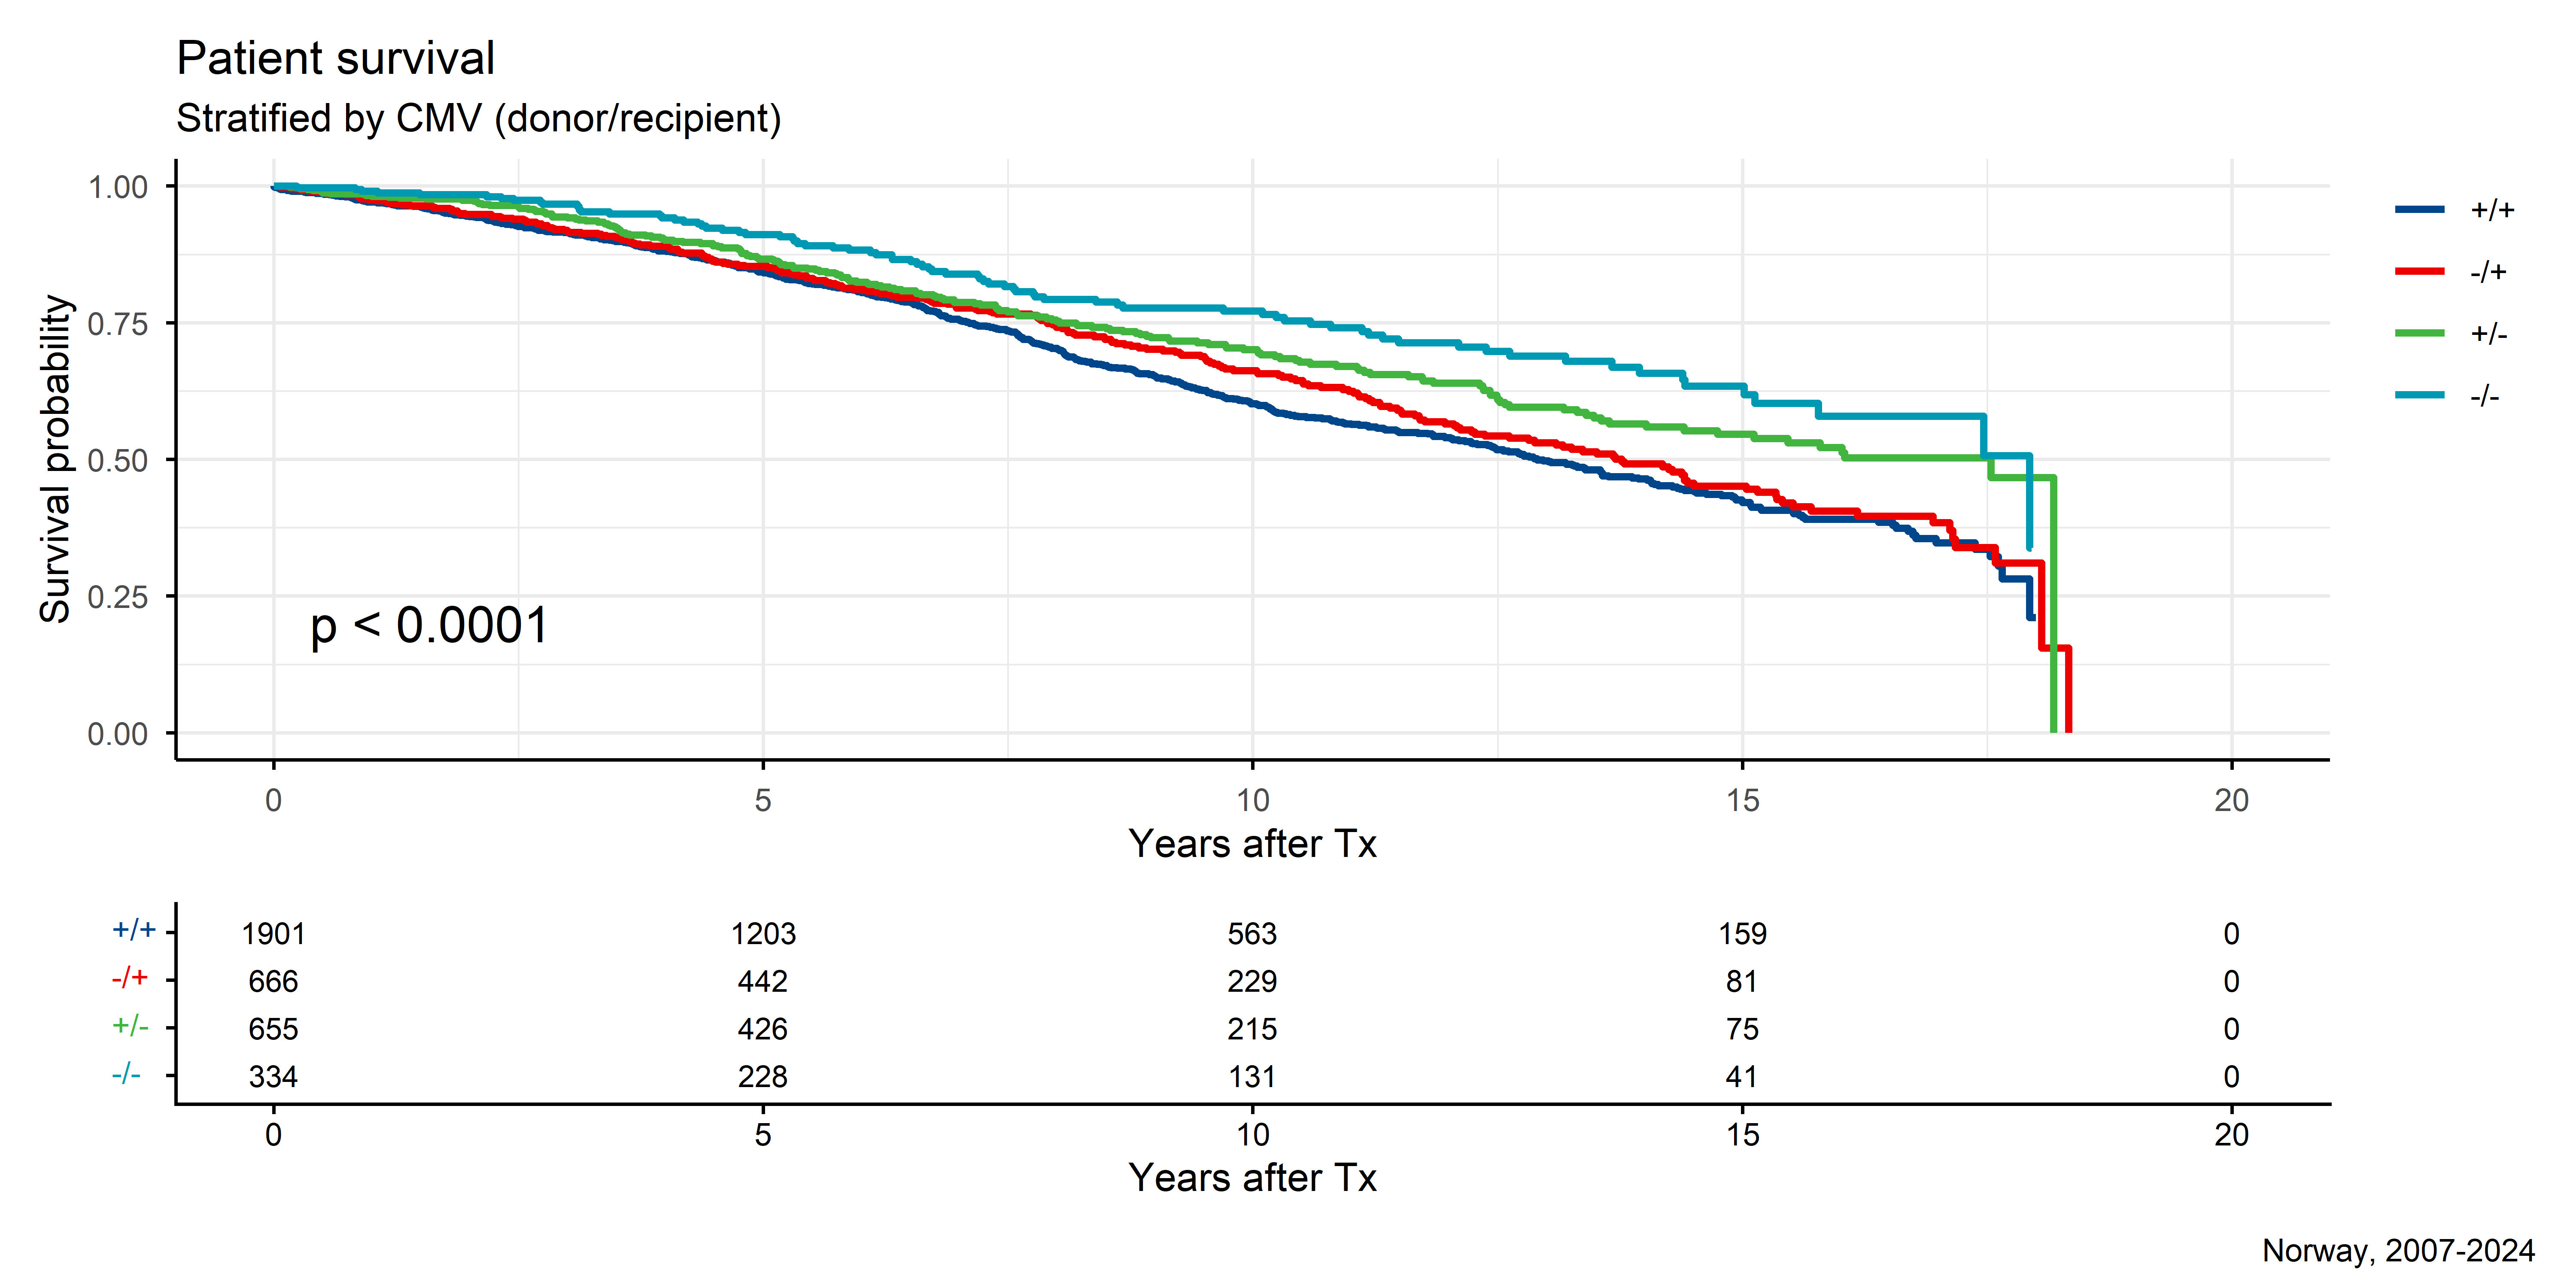 Patient survival
Stratified by CMV (donor/recipient)
Survival probability
1.00
0.75
0.50
0.25
0.00
p < 0.0001
0 5 10 15 20
Years after Tx
+/+
-/+
+/-
-/-
+/+ 1901 1203 563 159 0
-/+ 666 442 229 81 0
+/- 655 426 215 75 0
-/- 334 228 131 41 0
0 5 10 15 20
Years after Tx
Norway, 2007-2024